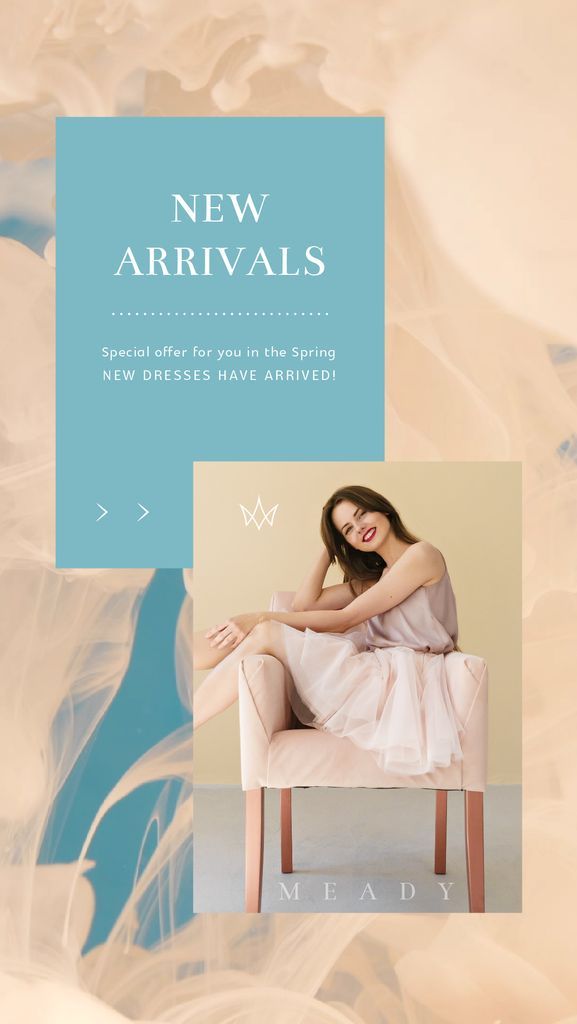 NEW
ARRIVALS
Special offer for you in the Spring
NEW DRESSES HAVE ARRIVED!
MEADY